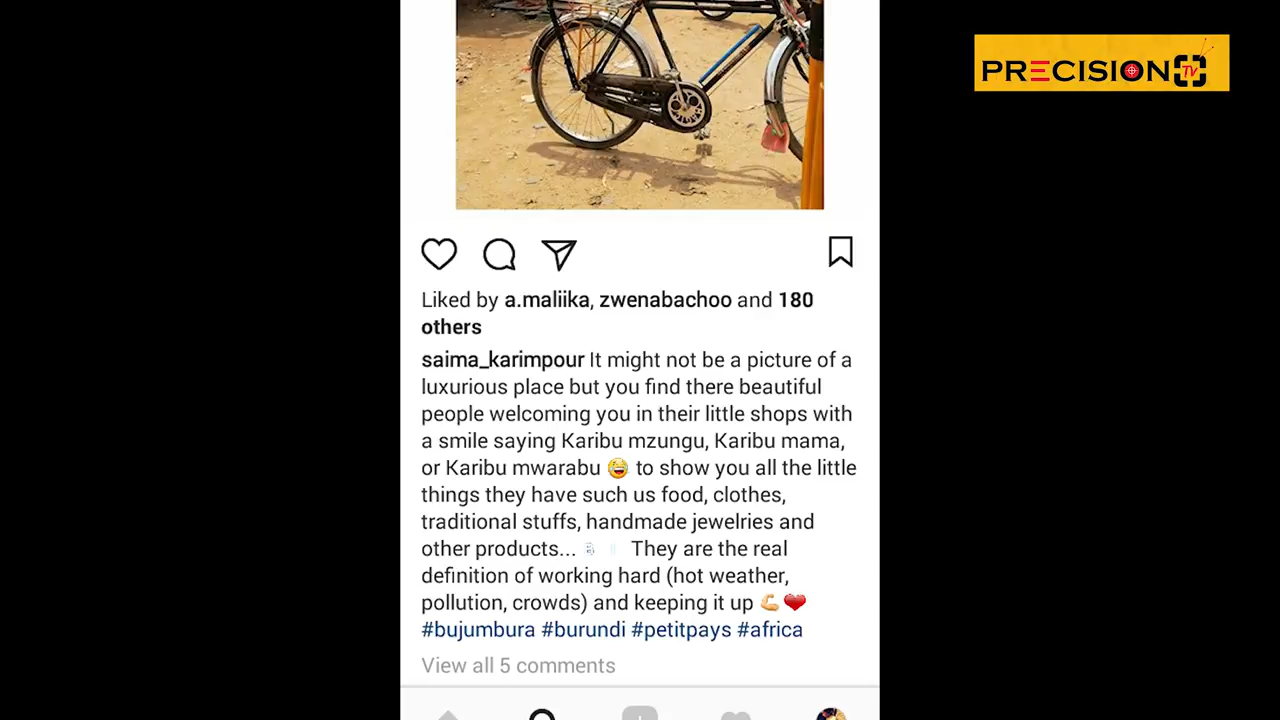 PRECISION TV
Liked by a.maliika, zwenabachoo and 180
others
saima_karimpour It might not be a picture of a
luxurious place but you find there beautiful
people welcoming you in their little shops with
a smile saying Karibu mzungu, Karibu mama,
or Karibu mwarabu 😅 to show you all the little
things they have such us food, clothes,
traditional stuffs, handmade jewelries and
other products... They are the real
definition of working hard (hot weather,
pollution, crowds) and keeping it up 💪❤
#bujumbura #burundi #petitpays #africa
View all 5 comments